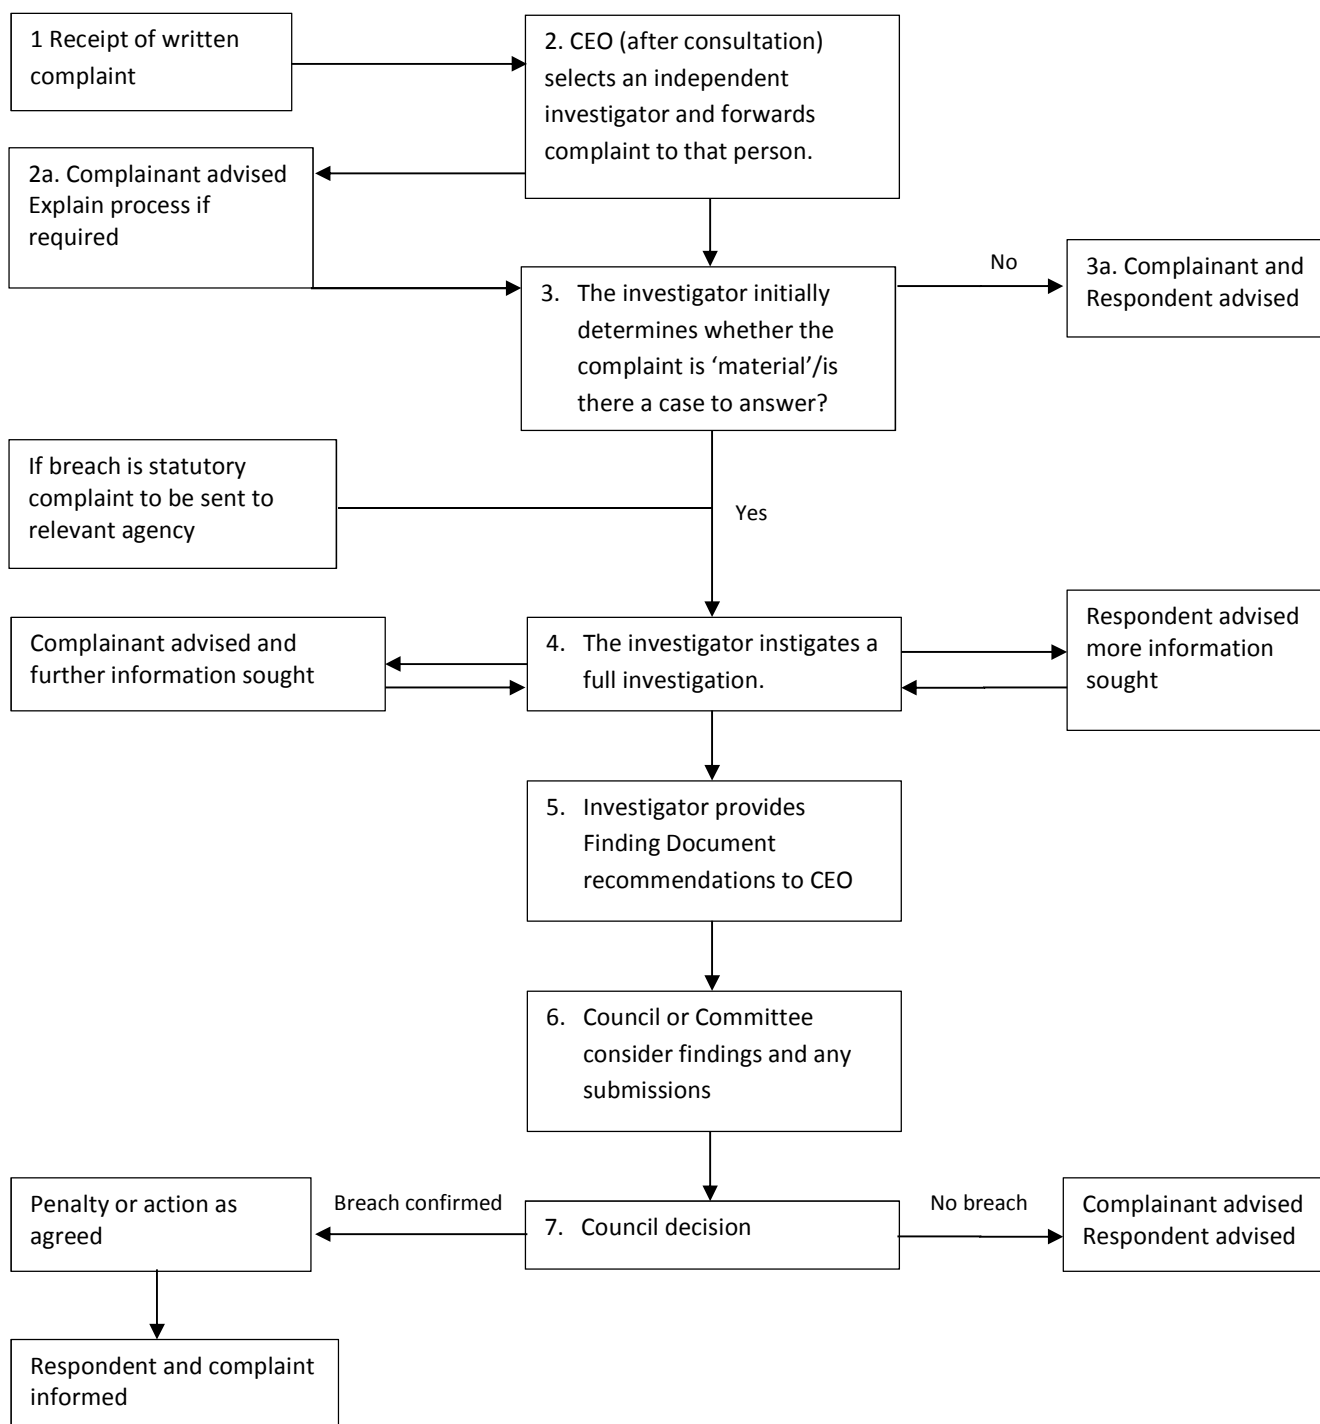 1 Receipt of written
complaint
2. CEO (after consultation)
selects an independent
investigator and forwards
complaint to that person.
2a. Complainant advised
Explain process if
required
3. The investigator initially
determines whether the
complaint is ‘material’/is
there a case to answer?
No
3a. Complainant and
Respondent advised
If breach is statutory
complaint to be sent to
relevant agency
Yes
Complainant advised and
further information sought
4. The investigator instigates a
full investigation.
Respondent advised
more information
sought
5. Investigator provides
Finding Document
recommendations to CEO
6. Council or Committee
consider findings and any
submissions
Penalty or action as
agreed
Breach confirmed
7. Council decision
No breach
Complainant advised
Respondent advised
Respondent and complaint
informed